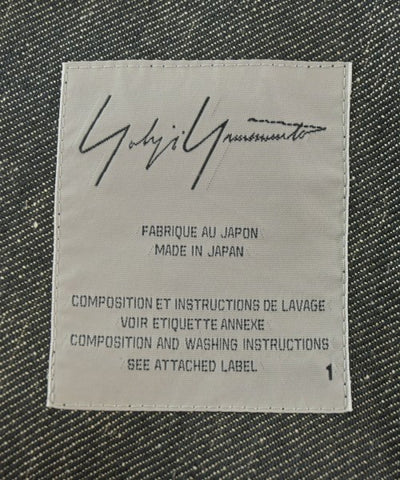 Yohji Yamamoto
FABRIQUE AU JAPON
MADE IN JAPAN
COMPOSITION ET INSTRUCTIONS DE LAVAGE
VOIR ETIQUETTE ANNEXE
COMPOSITION AND WASHING INSTRUCTIONS
SEE ATTACHED LABEL
1